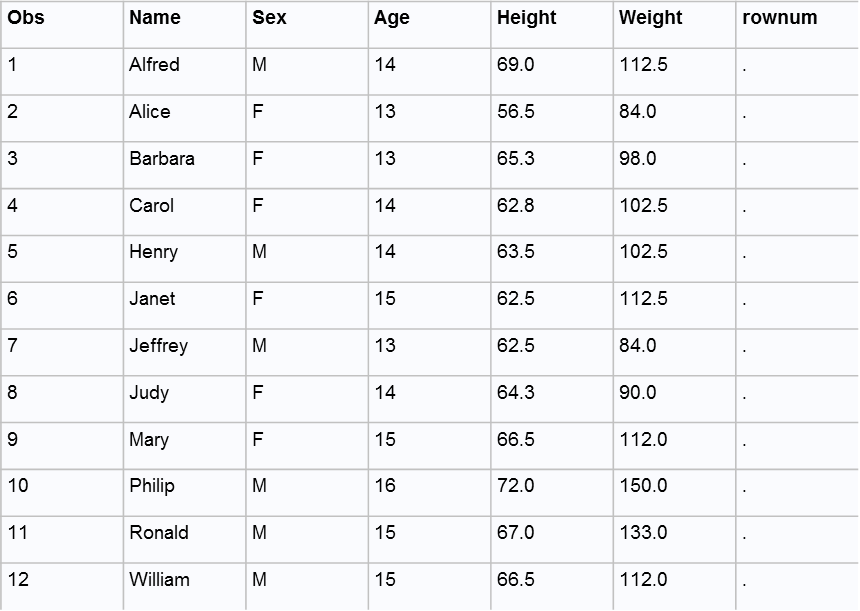 Obs Name Sex Age Height Weight rownum
1 Alfred M 14 69.0 112.5 .
2 Alice F 13 56.5 84.0 .
3 Barbara F 13 65.3 98.0 .
4 Carol F 14 62.8 102.5 .
5 Henry M 14 63.5 102.5 .
6 Janet F 15 62.5 112.5 .
7 Jeffrey M 13 62.5 84.0 .
8 Judy F 14 64.3 90.0 .
9 Mary F 15 66.5 112.0 .
10 Philip M 16 72.0 150.0 .
11 Ronald M 15 67.0 133.0 .
12 William M 15 66.5 112.0 .